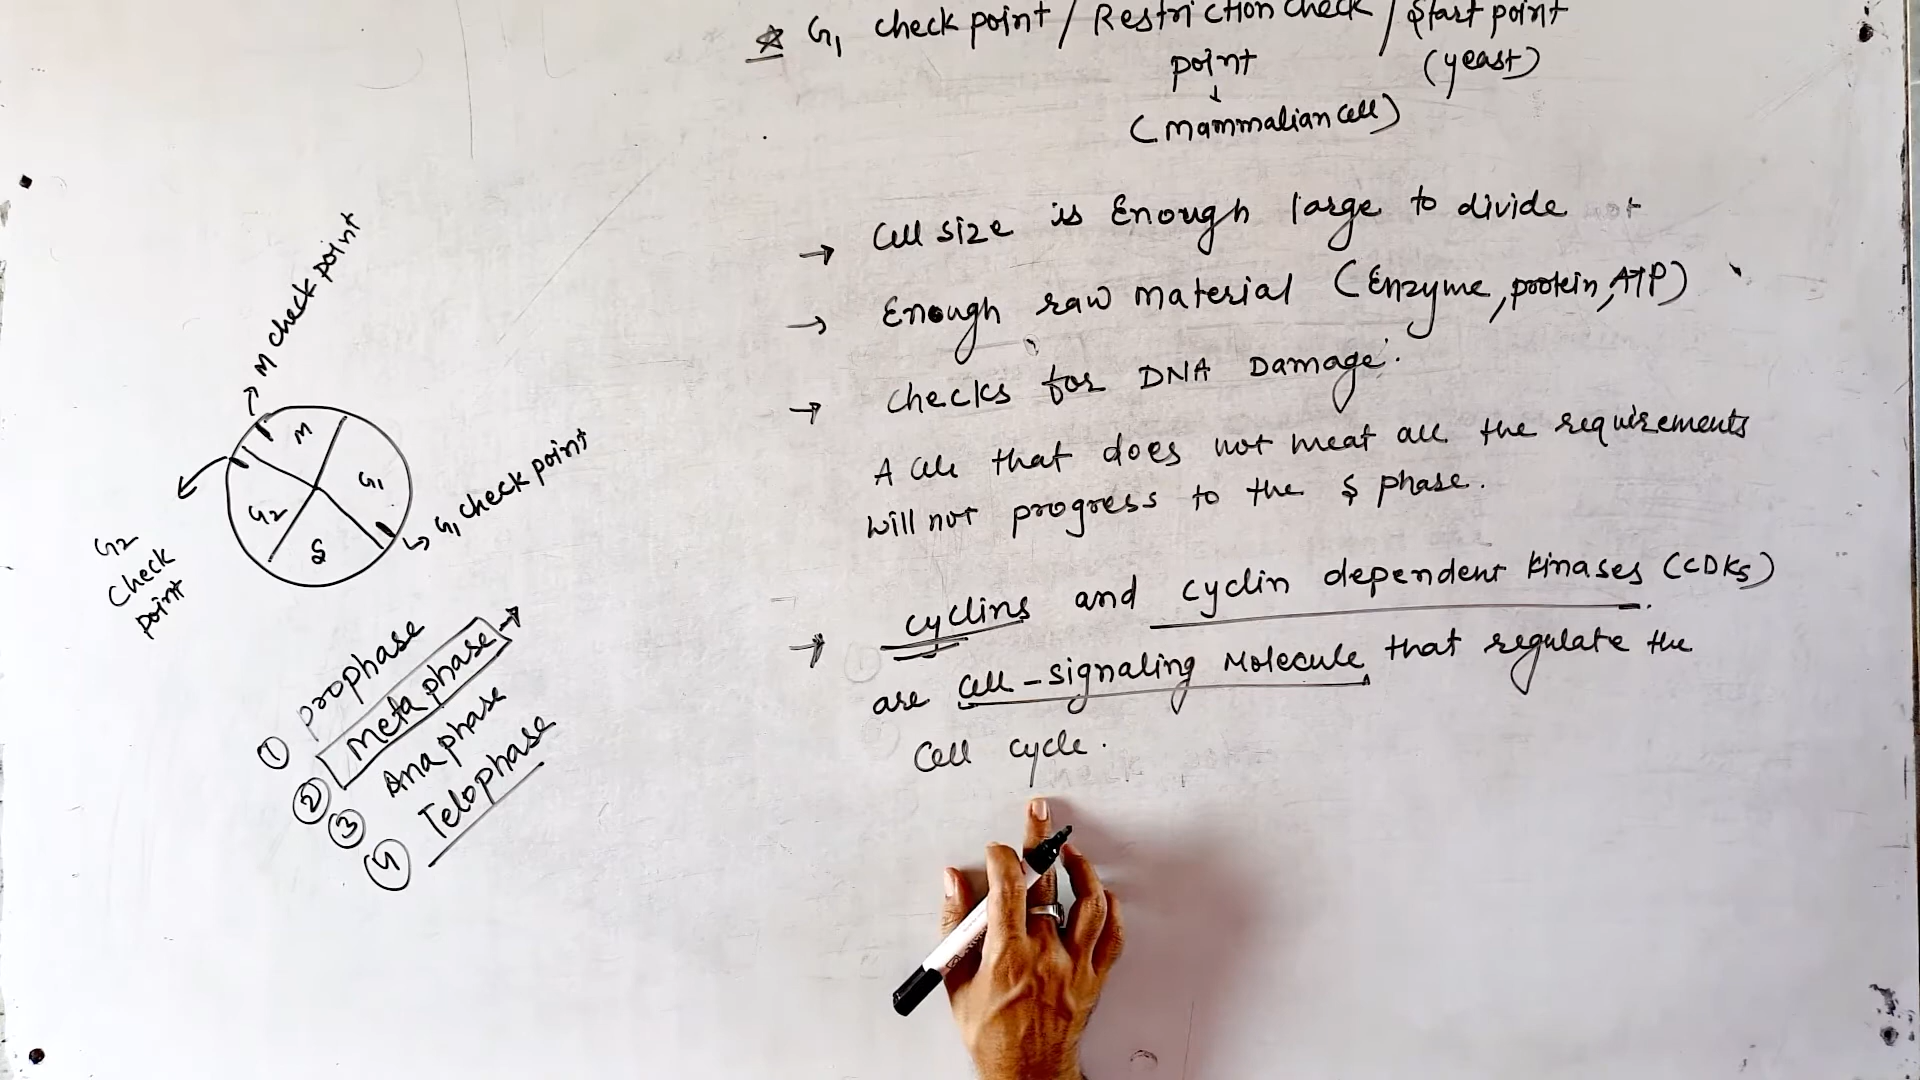 ☆ G1 check point / Restriction check / Start point
point (yeast)
↓
(mammalian cell)
→ Cell size is Enough large to divide
→ Enough raw material (Enzyme, protein, ATP)
→ checks for DNA Damage.
A cell that does not meat all the requirements
will not progress to the S phase.
→ cyclins and cyclin dependent kinases (CDKs)
are cell-signaling Molecule that regulate the
Cell cycle.
M check point
M
G1
G2
S
G1 check point
G2
check
point
① prophase
② Metaphase →
③ Anaphase
④ Telophase